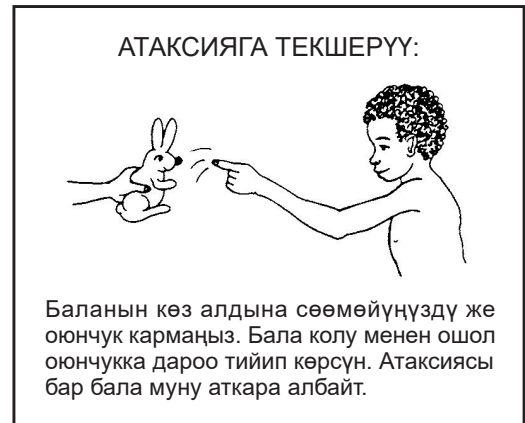 АТАКСИЯГА ТЕКШЕРҮҮ:
Баланын көз алдына сөөмөйүңүздү же
оюнчук кармаңыз. Бала колу менен ошол
оюнчукка дароо тийип көрсүн. Атаксиясы
бар бала муну аткара албайт.